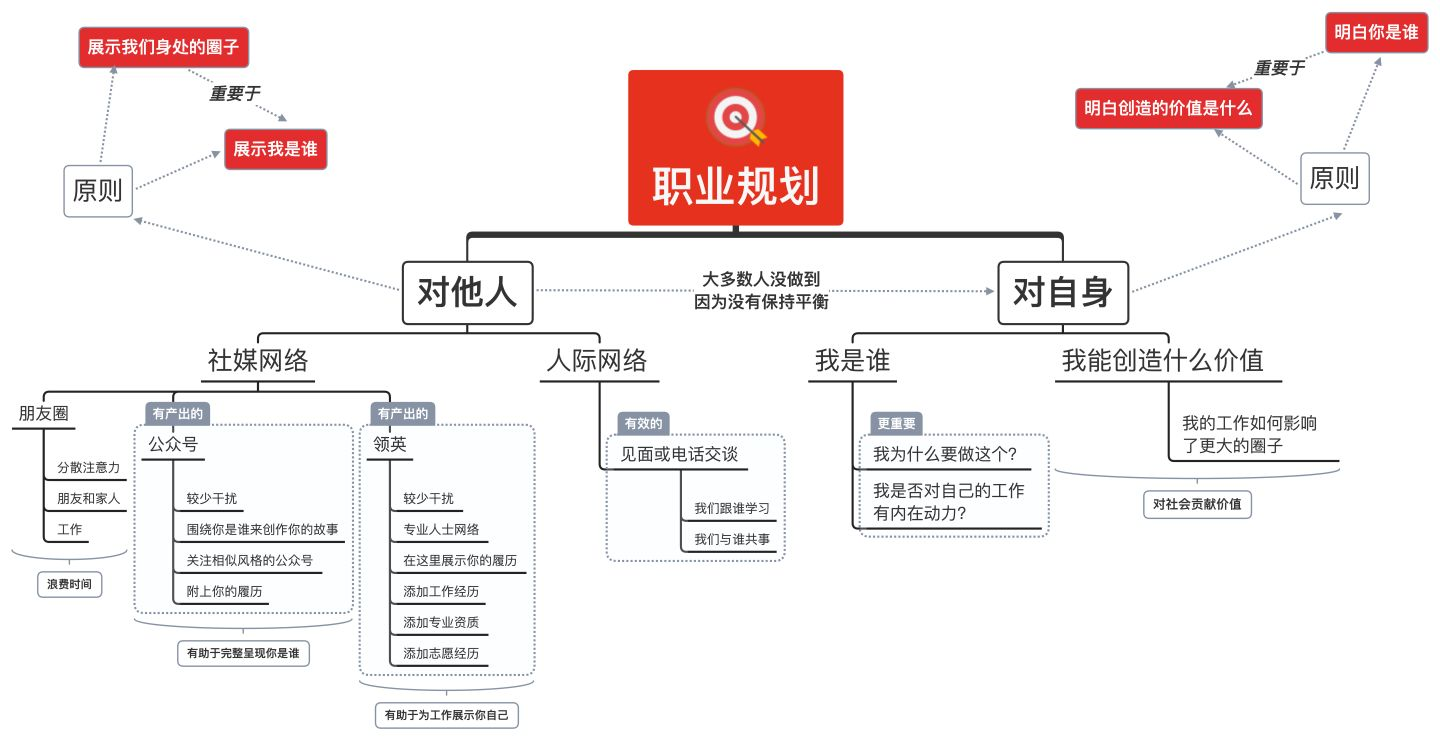 展示我们身处的圈子
重要于
展示我是谁
原则
明白你是谁
重要于
明白创造的价值是什么
原则
职业规划
对他人
大多数人没做到
因为没有保持平衡
对自身
社媒网络
人际网络
我是谁
我能创造什么价值
朋友圈
分散注意力
朋友和家人
工作
浪费时间
有产出的
公众号
较少干扰
围绕你是谁来创作你的故事
关注相似风格的公众号
附上你的履历
有助于完整呈现你是谁
有产出的
领英
较少干扰
专业人士网络
在这里展示你的履历
添加工作经历
添加专业资质
添加志愿经历
有助于为工作展示你自己
有效的
见面或电话交谈
我们跟谁学习
我们与谁共事
更重要
我为什么要做这个?
我是否对自己的工作
有内在动力?
我的工作如何影响
了更大的圈子
对社会贡献价值